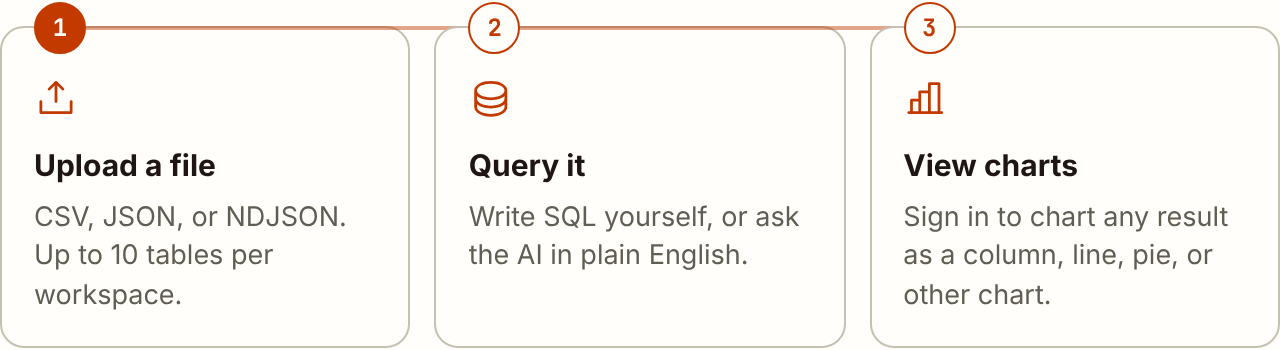 1
Upload a file
CSV, JSON, or NDJSON.
Up to 10 tables per
workspace.
2
Query it
Write SQL yourself, or ask
the AI in plain English.
3
View charts
Sign in to chart any result
as a column, line, pie, or
other chart.